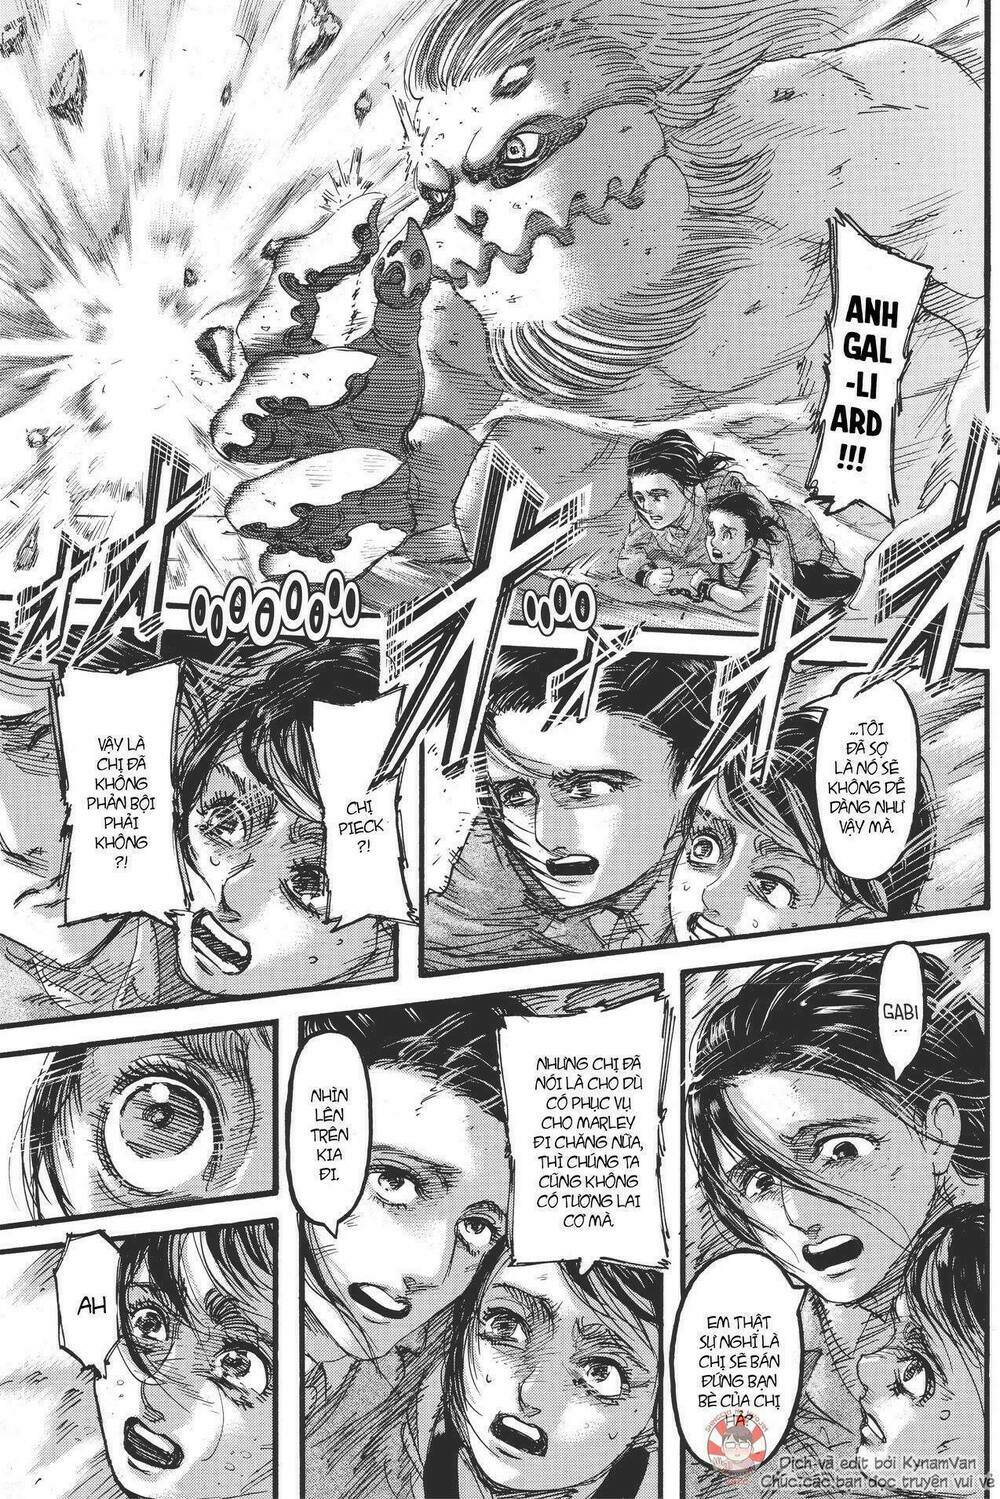 ANH
GAL
-LI
ARD
!!!
...TÔI
ĐÃ SỢ
LÀ NÓ SẼ
KHÔNG DỄ
DÀNG NHƯ
VẬY MÀ.
CHỊ
PIECK
?!
VẬY LÀ
CHỊ ĐÃ
KHÔNG
PHẢN BỘI
PHẢI
KHÔNG
?!
GABI
...
EM THẬT
SỰ NGHĨ LÀ
CHỊ SẼ BÁN
ĐỨNG BẠN
BÈ CỦA CHỊ
HẢ?
NHƯNG CHỊ ĐÃ
NÓI LÀ CHO DÙ
CÓ PHỤC VỤ
CHO MARLEY
ĐI CHĂNG NỮA,
THÌ CHÚNG TA
CŨNG KHÔNG
CÓ TƯƠNG LAI
CƠ MÀ.
NHÌN
LÊN
TRÊN
KIA
ĐI.
AH
Dịch và edit bởi KynamVan
Chúc các bạn đọc truyện vui vẻ